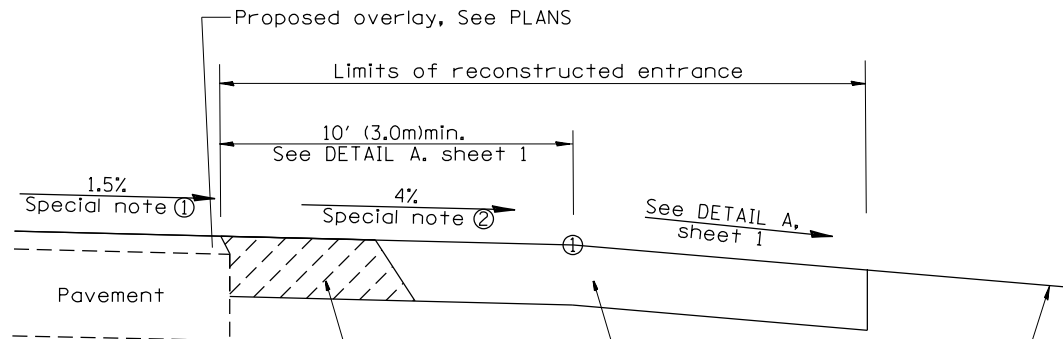 Proposed overlay, See PLANS
Limits of reconstructed entrance
10' (3.0m)min.
See DETAIL A. sheet 1
1.5%
Special note ①
4%
Special note ②
See DETAIL A,
sheet 1
①
Pavement